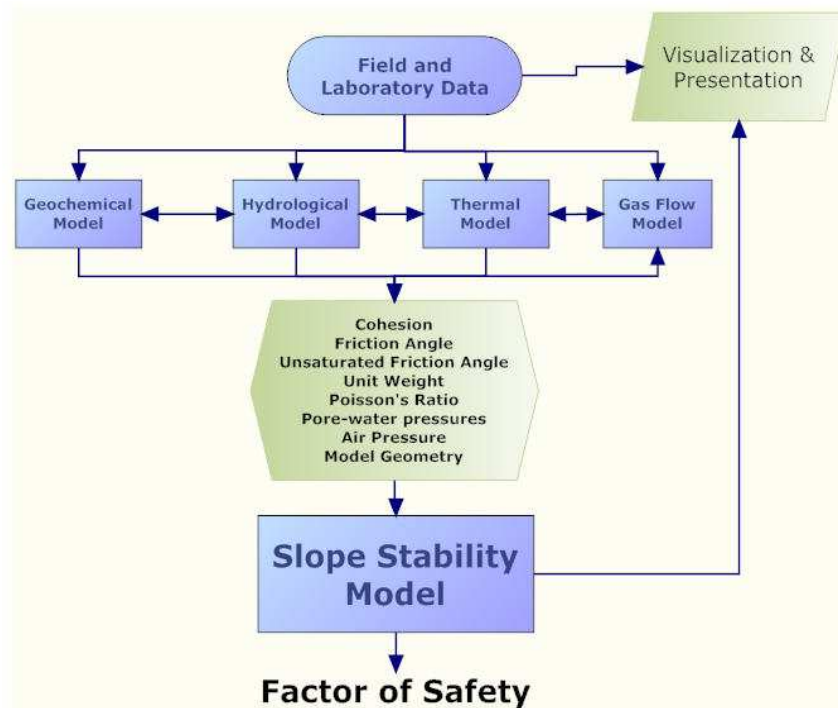 Field and
Laboratory Data
Visualization &
Presentation
Geochemical
Model
Hydrological
Model
Thermal
Model
Gas Flow
Model
Cohesion
Friction Angle
Unsaturated Friction Angle
Unit Weight
Poisson's Ratio
Pore-water pressures
Air Pressure
Model Geometry
Slope Stability
Model
Factor of Safety